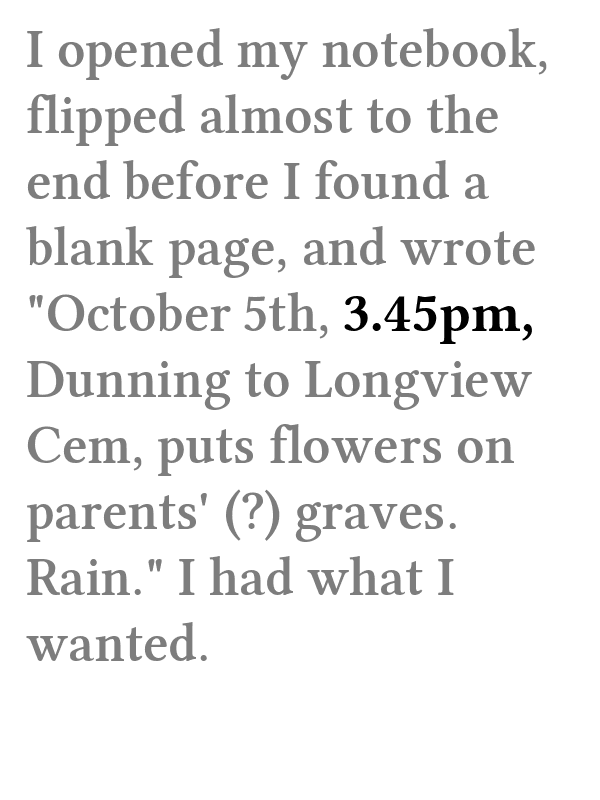 I opened my notebook,
flipped almost to the
end before I found a
blank page, and wrote
"October 5th, 3.45pm,
Dunning to Longview
Cem, puts flowers on
parents' (?) graves.
Rain." I had what I
wanted.